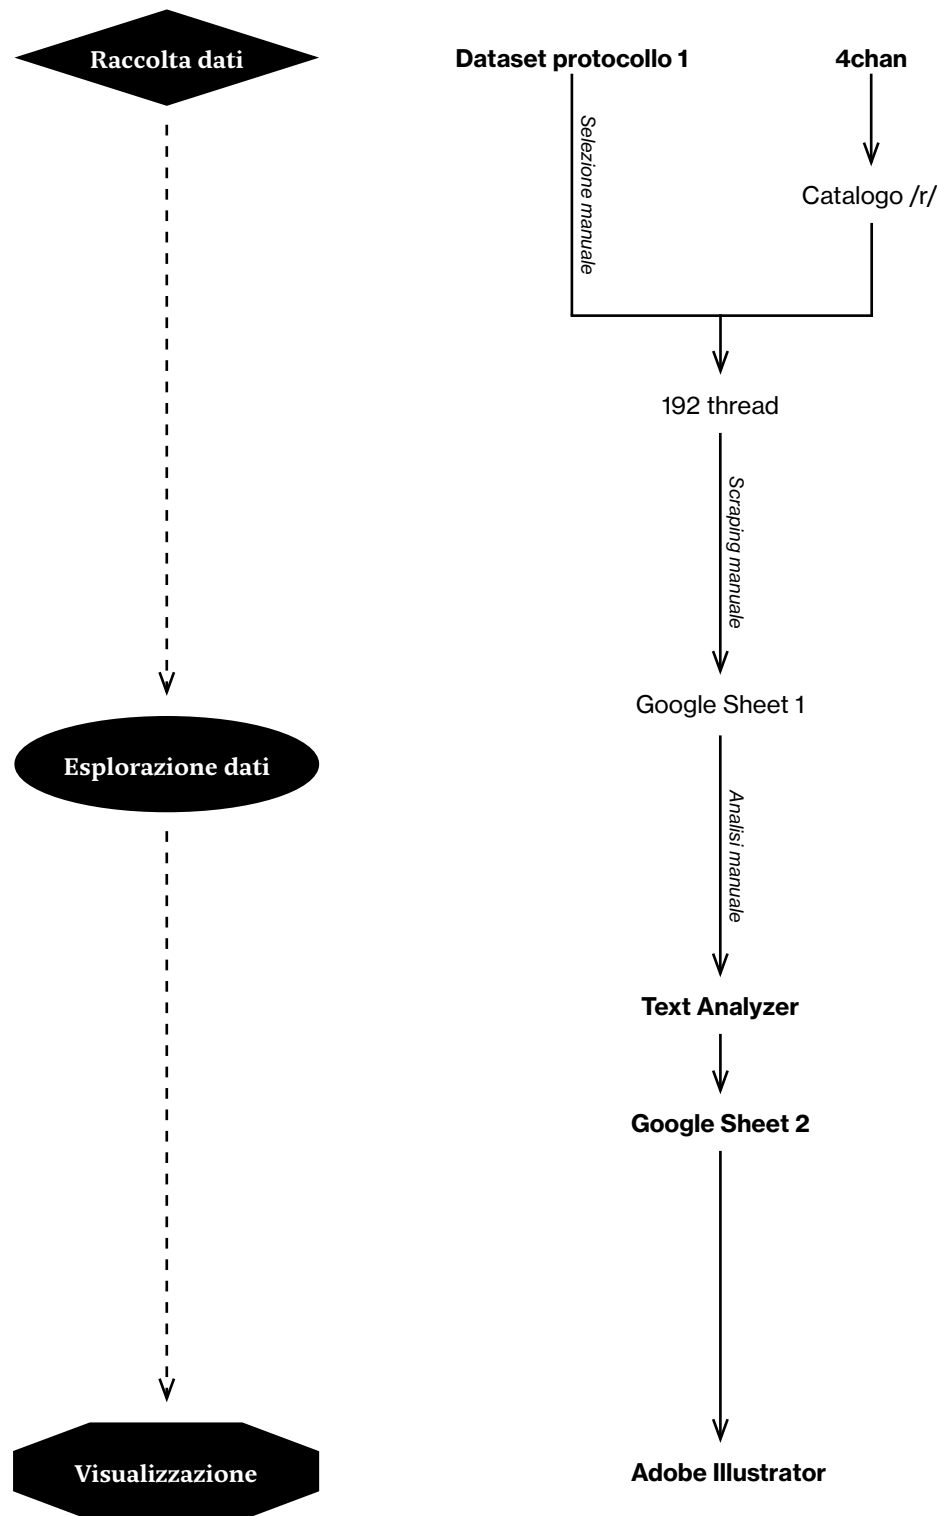 Raccolta dati
Dataset protocollo 1
4chan
Selezione manuale
Catalogo /r/
192 thread
Scraping manuale
Google Sheet 1
Esplorazione dati
Analisi manuale
Text Analyzer
Google Sheet 2
Visualizzazione
Adobe Illustrator